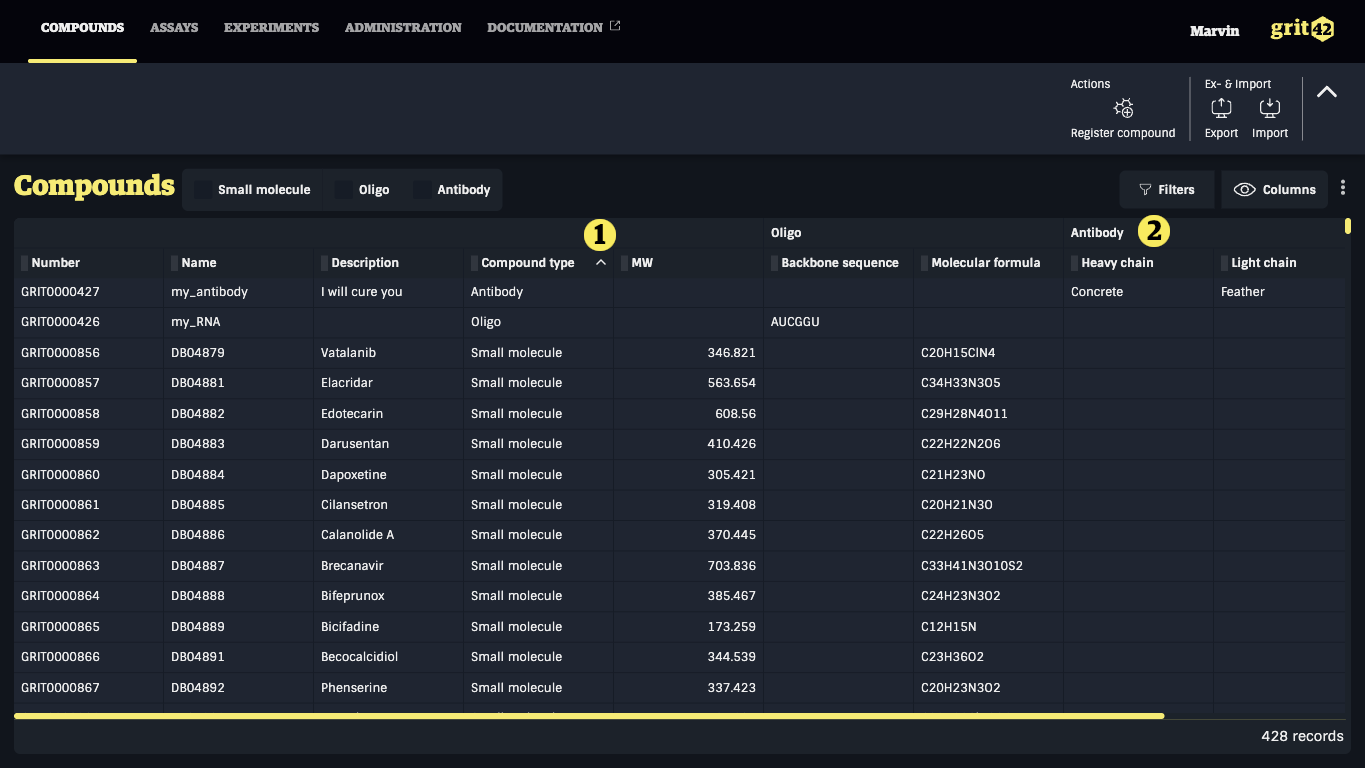 COMPOUNDS ASSAYS EXPERIMENTS ADMINISTRATION DOCUMENTATION Marvin grit42
Actions Ex- & Import
Register compound Export Import
Compounds Small molecule Oligo Antibody Filters Columns
1 Oligo Antibody 2
Number Name Description Compound type MW Backbone sequence Molecular formula Heavy chain Light chain
GRIT0000427 my_antibody I will cure you Antibody Concrete Feather
GRIT0000426 my_RNA Oligo AUCGGU
GRIT0000856 DB04879 Vatalanib Small molecule 346.821 C20H15ClN4
GRIT0000857 DB04881 Elacridar Small molecule 563.654 C34H33N3O5
GRIT0000858 DB04882 Edotecarin Small molecule 608.56 C29H28N4O11
GRIT0000859 DB04883 Darusentan Small molecule 410.426 C22H22N2O6
GRIT0000860 DB04884 Dapoxetine Small molecule 305.421 C21H23NO
GRIT0000861 DB04885 Cilansetron Small molecule 319.408 C20H21N3O
GRIT0000862 DB04886 Calanolide A Small molecule 370.445 C22H26O5
GRIT0000863 DB04887 Brecanavir Small molecule 703.836 C33H41N3O10S2
GRIT0000864 DB04888 Bifeprunox Small molecule 385.467 C24H23N3O2
GRIT0000865 DB04889 Bicifadine Small molecule 173.259 C12H15N
GRIT0000866 DB04891 Becocalcidiol Small molecule 344.539 C23H36O2
GRIT0000867 DB04892 Phenserine Small molecule 337.423 C20H23N3O2
428 records